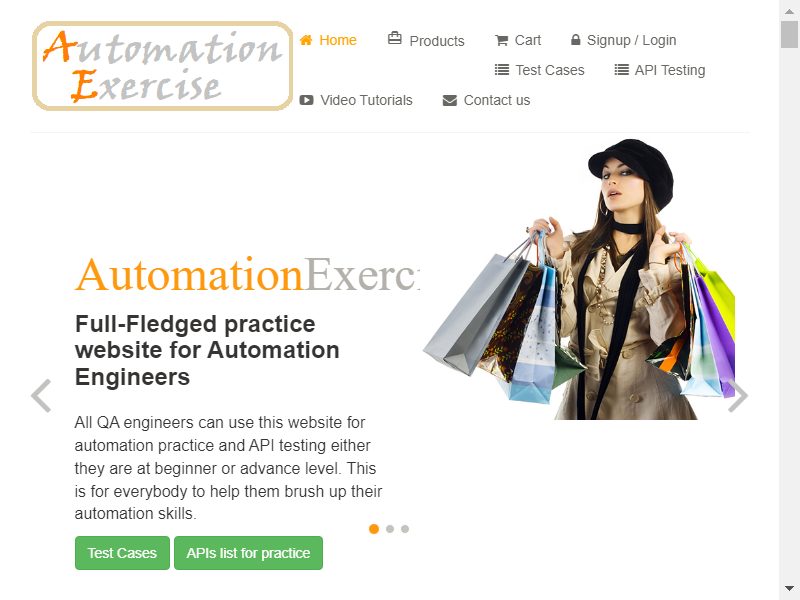 Automation
Exercise
Home
Products
Cart
Signup / Login
Test Cases
API Testing
Video Tutorials
Contact us
AutomationExerci
Full-Fledged practice
website for Automation
Engineers
All QA engineers can use this website for
automation practice and API testing either
they are at beginner or advance level. This
is for everybody to help them brush up their
automation skills.
Test Cases
APIs list for practice